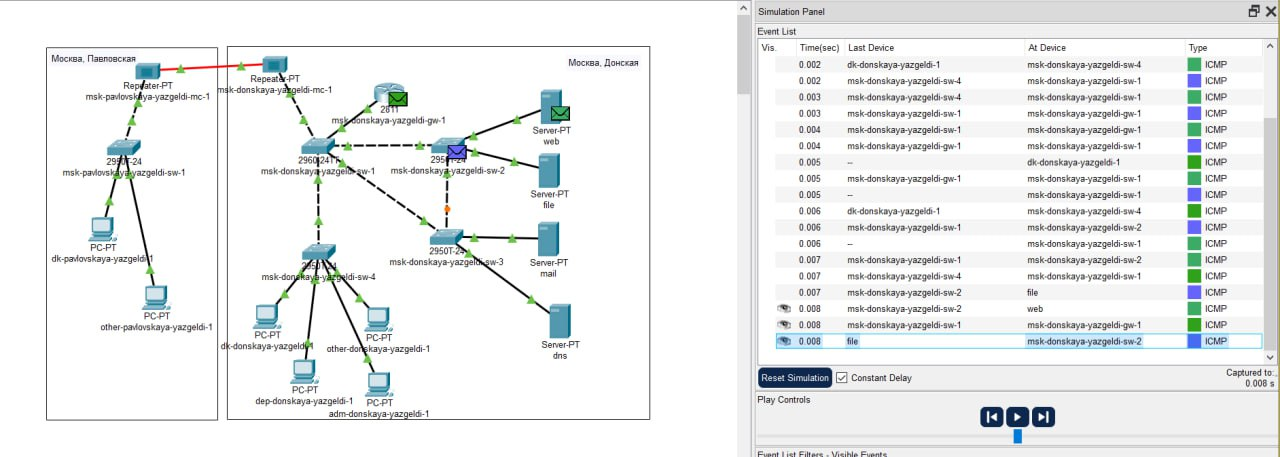 Москва, Павловская
Repeater-PT
msk-pavlovskaya-yazgeldi-mc-1
2950T-24
msk-pavlovskaya-yazgeldi-sw-1
PC-PT
dk-pavlovskaya-yazgeldi-1
PC-PT
other-pavlovskaya-yazgeldi-1
Москва, Донская
Repeater-PT
msk-donskaya-yazgeldi-mc-1
2811
msk-donskaya-yazgeldi-gw-1
msk-donskaya-yazgeldi-sw-1
2950T-24
msk-donskaya-yazgeldi-sw-2
Server-PT
web
Server-PT
file
2950T-24
msk-donskaya-yazgeldi-sw-3
Server-PT
mail
Server-PT
dns
2950T-24
msk-donskaya-yazgeldi-sw-4
PC-PT
dk-donskaya-yazgeldi-1
PC-PT
other-donskaya-yazgeldi-1
PC-PT
dep-donskaya-yazgeldi-1
PC-PT
adm-donskaya-yazgeldi-1
Simulation Panel
Event List
Vis. Time(sec) Last Device At Device Type
0.002 dk-donskaya-yazgeldi-1 msk-donskaya-yazgeldi-sw-4 ICMP
0.002 msk-donskaya-yazgeldi-sw-4 msk-donskaya-yazgeldi-sw-1 ICMP
0.003 msk-donskaya-yazgeldi-sw-4 msk-donskaya-yazgeldi-sw-1 ICMP
0.003 msk-donskaya-yazgeldi-sw-1 msk-donskaya-yazgeldi-gw-1 ICMP
0.004 msk-donskaya-yazgeldi-sw-1 msk-donskaya-yazgeldi-gw-1 ICMP
0.004 msk-donskaya-yazgeldi-gw-1 msk-donskaya-yazgeldi-sw-1 ICMP
0.005 -- dk-donskaya-yazgeldi-1 ICMP
0.005 msk-donskaya-yazgeldi-gw-1 msk-donskaya-yazgeldi-sw-1 ICMP
0.005 -- msk-donskaya-yazgeldi-sw-1 ICMP
0.006 dk-donskaya-yazgeldi-1 msk-donskaya-yazgeldi-sw-4 ICMP
0.006 msk-donskaya-yazgeldi-sw-1 msk-donskaya-yazgeldi-sw-2 ICMP
0.006 -- msk-donskaya-yazgeldi-sw-1 ICMP
0.007 msk-donskaya-yazgeldi-sw-1 msk-donskaya-yazgeldi-sw-2 ICMP
0.007 msk-donskaya-yazgeldi-sw-4 msk-donskaya-yazgeldi-sw-1 ICMP
0.007 msk-donskaya-yazgeldi-sw-2 file ICMP
0.008 msk-donskaya-yazgeldi-sw-2 web ICMP
0.008 msk-donskaya-yazgeldi-sw-1 msk-donskaya-yazgeldi-gw-1 ICMP
0.008 file msk-donskaya-yazgeldi-sw-2 ICMP
Reset Simulation Constant Delay
Captured to:
0.008 s
Play Controls
Event List Filters - Visible Events